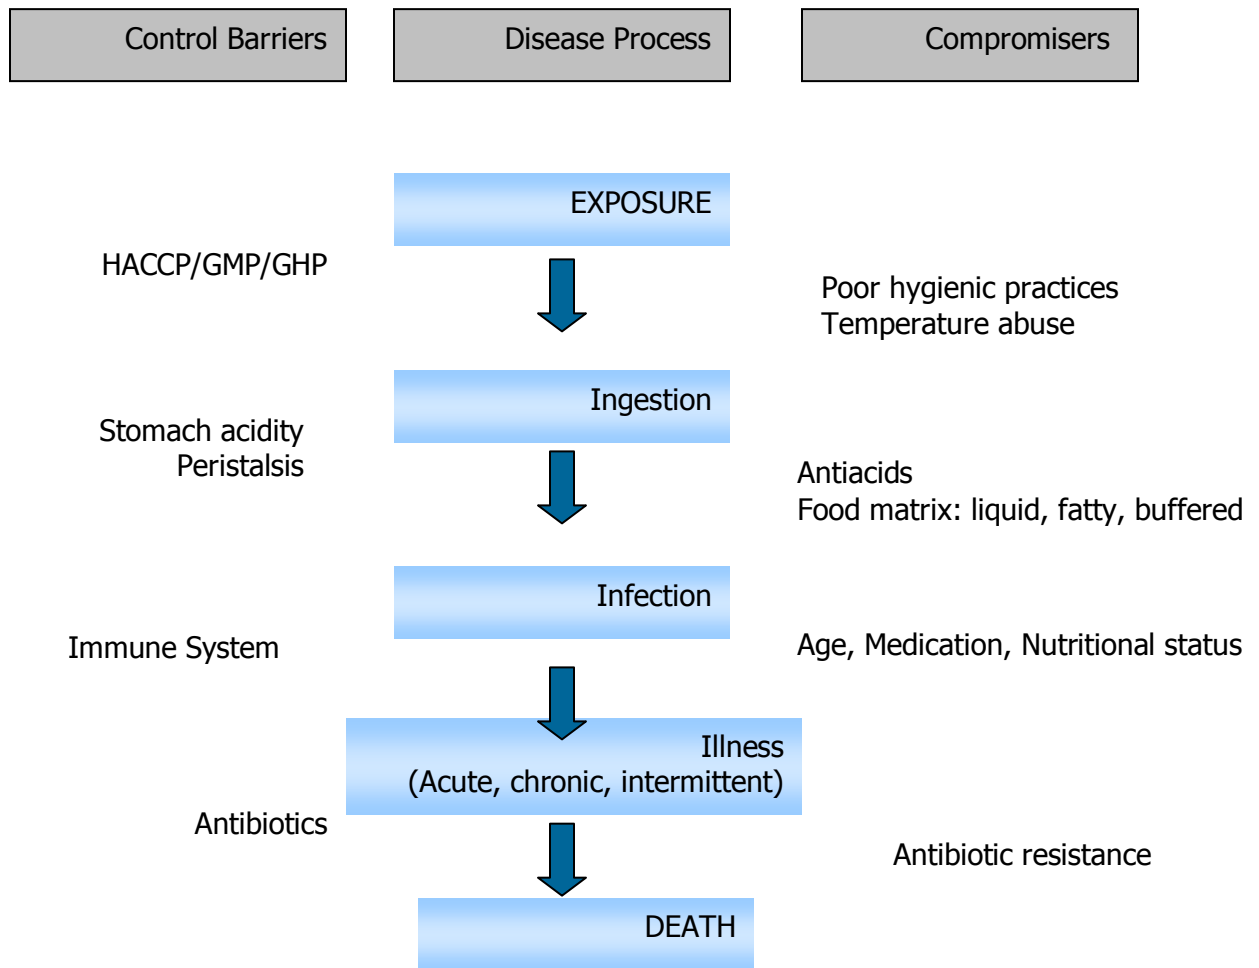 Control Barriers
Disease Process
Compromisers
EXPOSURE
HACCP/GMP/GHP
Poor hygienic practices
Temperature abuse
Ingestion
Stomach acidity
Peristalsis
Antiacids
Food matrix: liquid, fatty, buffered
Infection
Immune System
Age, Medication, Nutritional status
Illness
(Acute, chronic, intermittent)
Antibiotics
Antibiotic resistance
DEATH